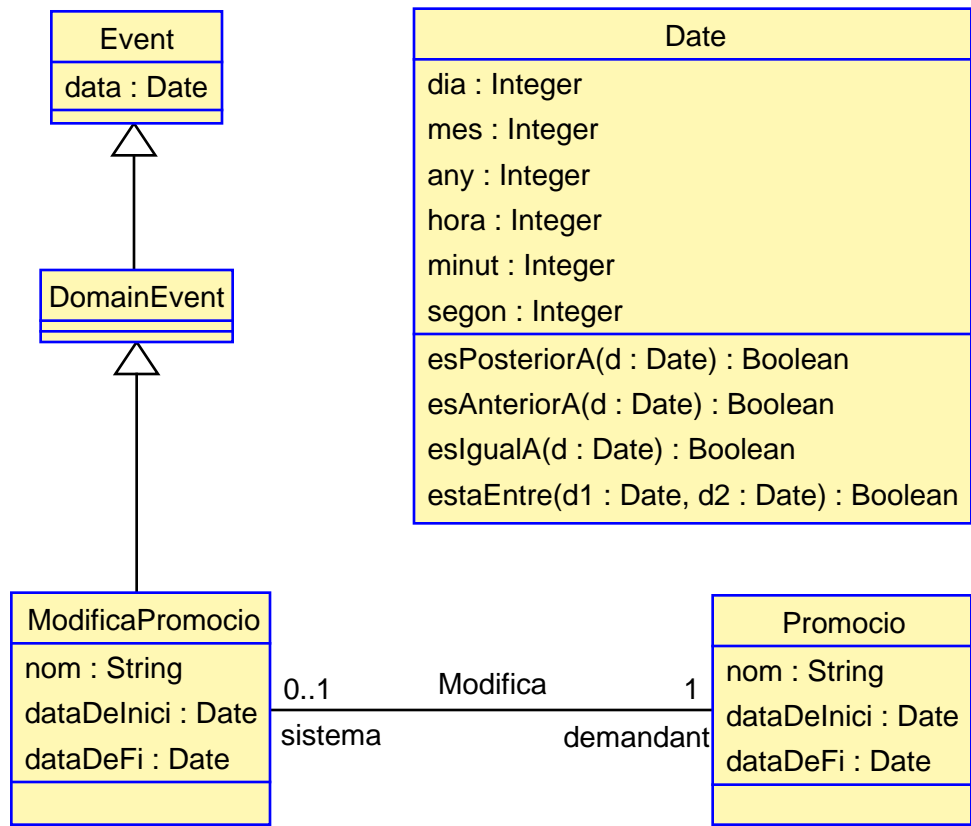 Event
data : Date
Date
dia : Integer
mes : Integer
any : Integer
hora : Integer
minut : Integer
segon : Integer
esPosteriorA(d : Date) : Boolean
esAnteriorA(d : Date) : Boolean
esIgualA(d : Date) : Boolean
estaEntre(d1 : Date, d2 : Date) : Boolean
DomainEvent
ModificaPromocio
nom : String
dataDeInici : Date
dataDeFi : Date
0..1
Modifica
1
sistema
demandant
Promocio
nom : String
dataDeInici : Date
dataDeFi : Date